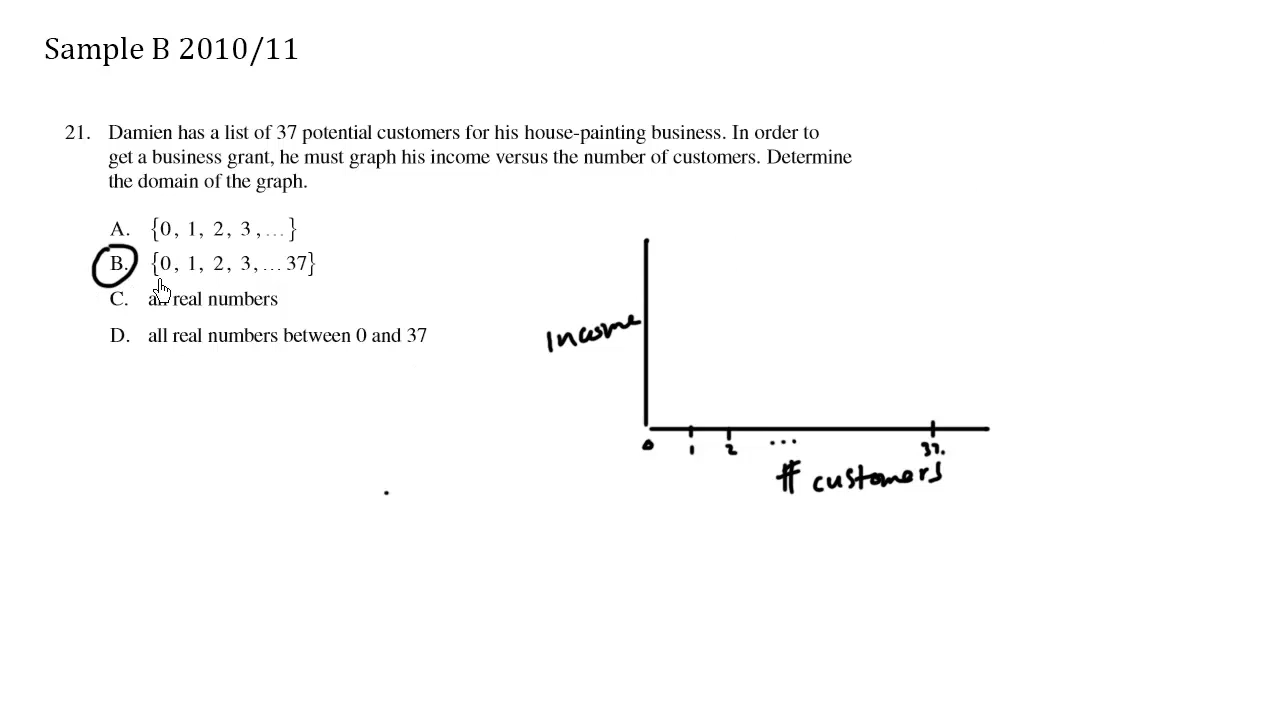 Sample B 2010/11
21. Damien has a list of 37 potential customers for his house-painting business. In order to
get a business grant, he must graph his income versus the number of customers. Determine
the domain of the graph.
A. {0, 1, 2, 3, ...}
B. {0, 1, 2, 3, ... 37}
C. all real numbers
D. all real numbers between 0 and 37
Income
0 1 2 ... 37.
# customers